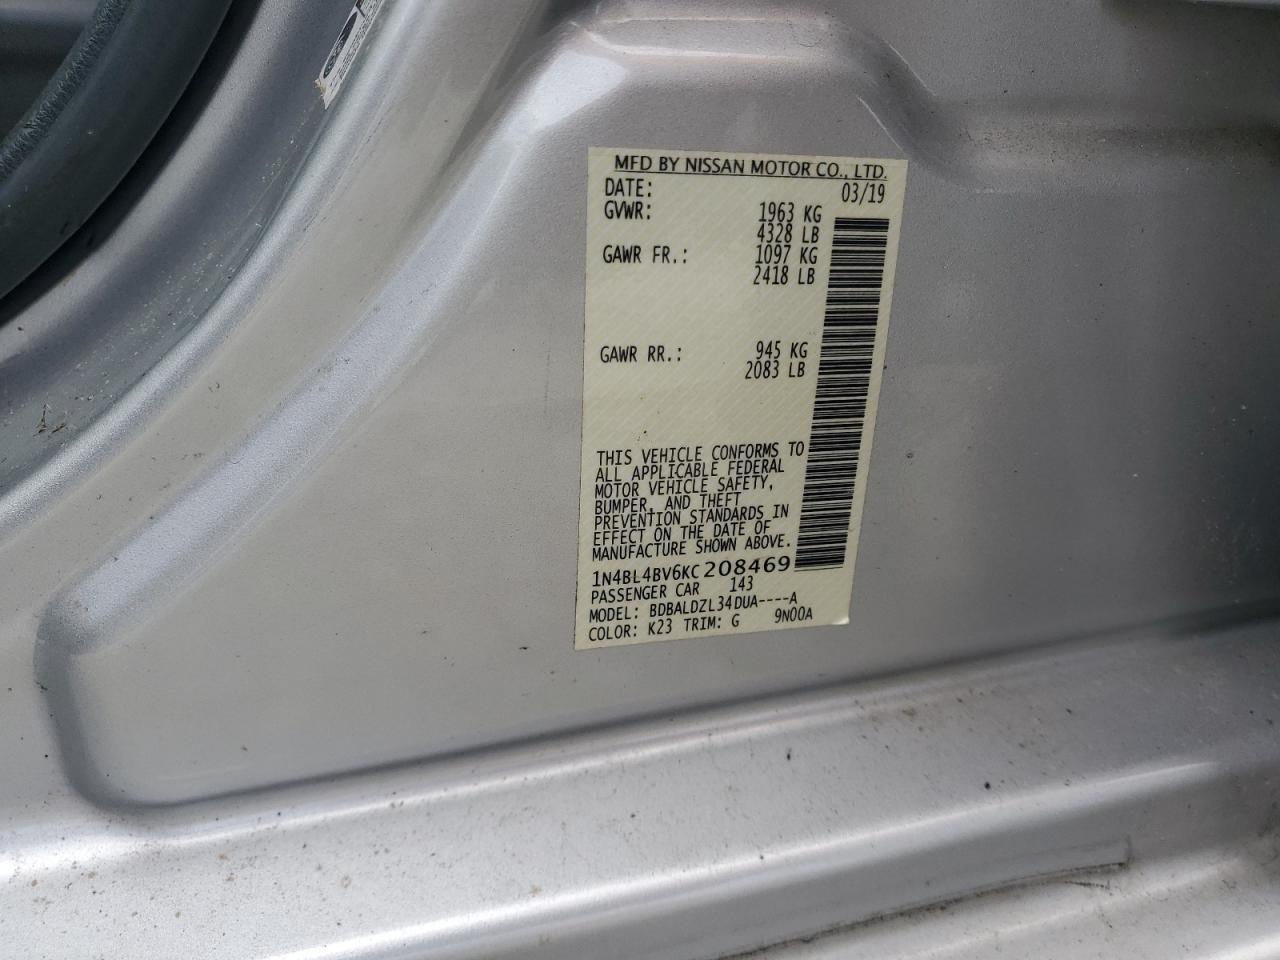 MFD BY NISSAN MOTOR CO., LTD.
DATE: 03/19
GVWR: 1963 KG
4328 LB
GAWR FR.: 1097 KG
2418 LB
GAWR RR.: 945 KG
2083 LB
THIS VEHICLE CONFORMS TO
ALL APPLICABLE FEDERAL
MOTOR VEHICLE SAFETY,
BUMPER, AND THEFT
PREVENTION STANDARDS IN
EFFECT ON THE DATE OF
MANUFACTURE SHOWN ABOVE.
1N4BL4BV6KC208469
PASSENGER CAR 143
MODEL: BDBALDZL34DUA----A
COLOR: K23 TRIM: G 9N00A